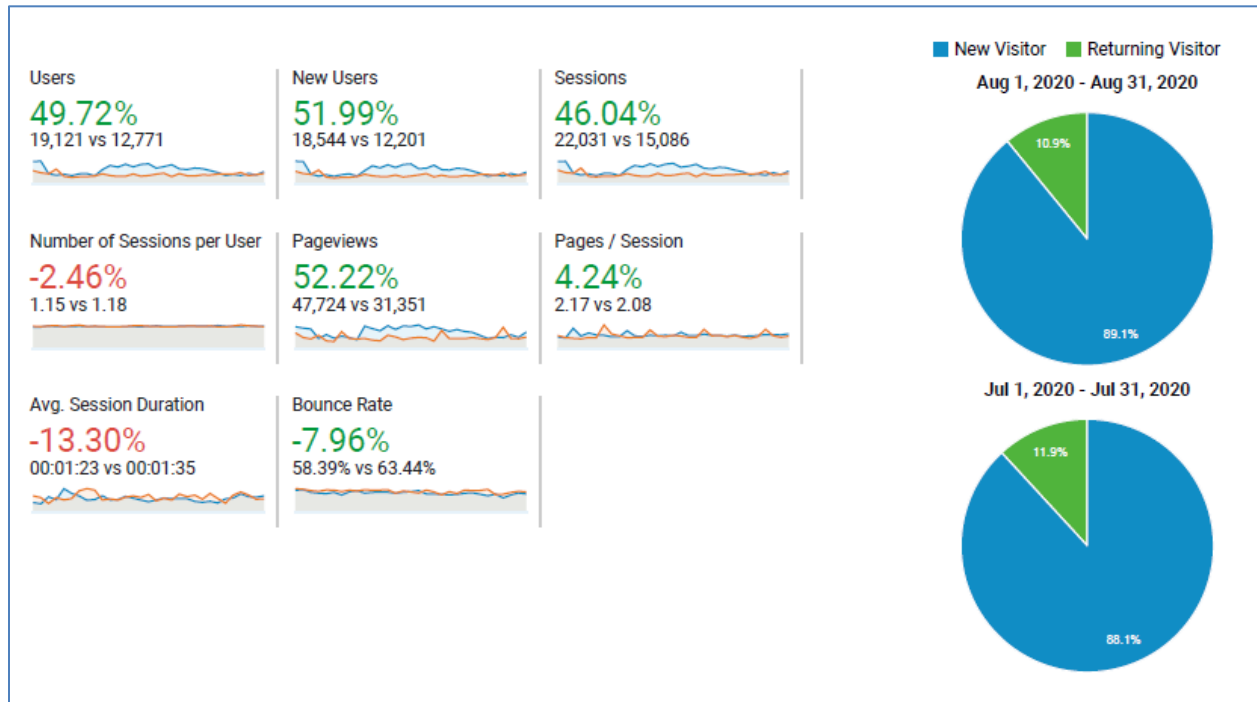 New Visitor
Returning Visitor
Aug 1, 2020 - Aug 31, 2020
Users
49.72%
19,121 vs 12,771
New Users
51.99%
18,544 vs 12,201
Sessions
46.04%
22,031 vs 15,086
10.9%
89.1%
Number of Sessions per User
-2.46%
1.15 vs 1.18
Pageviews
52.22%
47,724 vs 31,351
Pages / Session
4.24%
2.17 vs 2.08
Jul 1, 2020 - Jul 31, 2020
Avg. Session Duration
-13.30%
00:01:23 vs 00:01:35
Bounce Rate
-7.96%
58.39% vs 63.44%
11.9%
88.1%